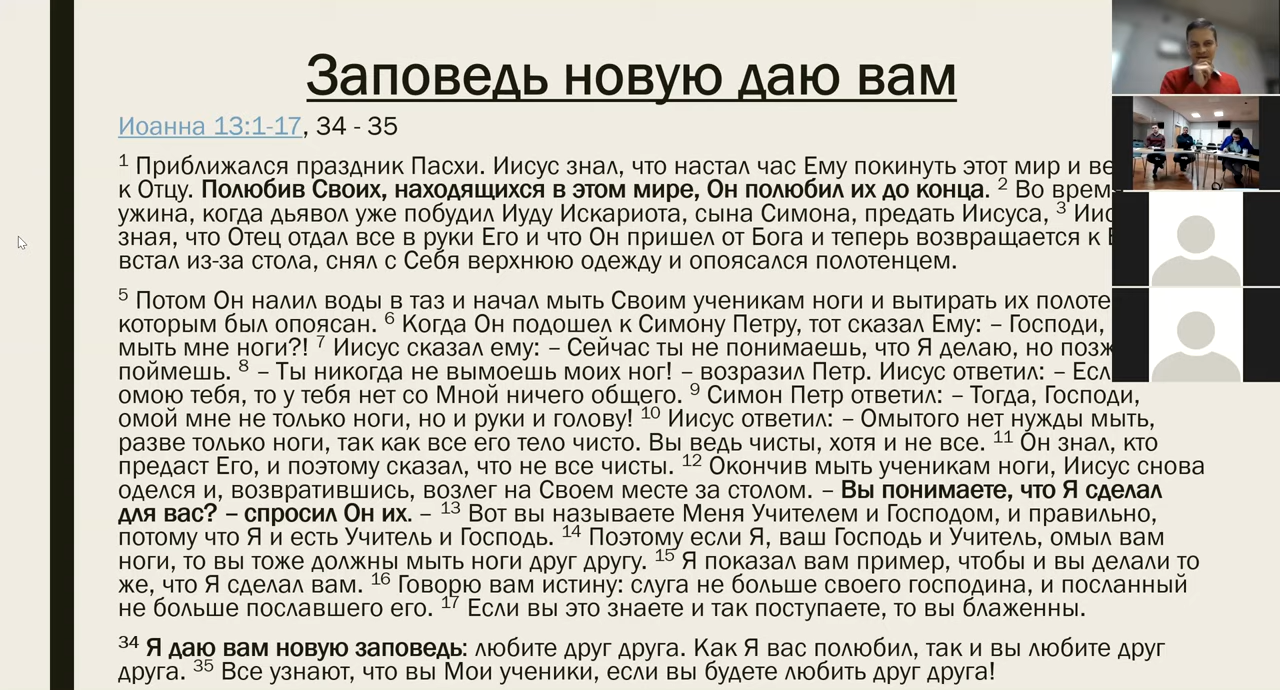 Заповедь новую даю вам
Иоанна 13:1-17, 34 - 35
1 Приближался праздник Пасхи. Иисус знал, что настал час Ему покинуть этот мир и
к Отцу. Полюбив Своих, находящихся в этом мире, Он полюбил их до конца. 2 Во
ужина, когда дьявол уже побудил Иуду Искариота, сына Симона, предать Иисуса, 3
зная, что Отец отдал все в руки Его и что Он пришел от Бога и теперь возвращается к
встал из-за стола, снял с Себя верхнюю одежду и опоясался полотенцем.
5 Потом Он налил воды в таз и начал мыть Своим ученикам ноги и вытирать их
которым был опоясан. 6 Когда Он подошел к Симону Петру, тот сказал Ему: – Господи,
мыть мне ноги?! 7 Иисус сказал ему: – Сейчас ты не понимаешь, что Я делаю, но
поймешь. 8 – Ты никогда не вымоешь моих ног! – возразил Петр. Иисус ответил: –
омою тебя, то у тебя нет со Мной ничего общего. 9 Симон Петр ответил: – Тогда, Господи,
омой мне не только ноги, но и руки и голову! 10 Иисус ответил: – Омытого нет нужды мыть,
разве только ноги, так как все его тело чисто. Вы ведь чисты, хотя и не все. 11 Он знал, кто
предаст Его, и поэтому сказал, что не все чисты. 12 Окончив мыть ученикам ноги, Иисус снова
оделся и, возвратившись, возлег на Своем месте за столом. – Вы понимаете, что Я сделал
для вас? – спросил Он их. – 13 Вот вы называете Меня Учителем и Господом, и правильно,
потому что Я и есть Учитель и Господь. 14 Поэтому если Я, ваш Господь и Учитель, омыл вам
ноги, то вы тоже должны мыть ноги друг другу. 15 Я показал вам пример, чтобы и вы делали то
же, что Я сделал вам. 16 Говорю вам истину: слуга не больше своего господина, и посланный
не больше пославшего его. 17 Если вы это знаете и так поступаете, то вы блаженны.
34 Я даю вам новую заповедь: любите друг друга. Как Я вас полюбил, так и вы любите друг
друга. 35 Все узнают, что вы Мои ученики, если вы будете любить друг друга!